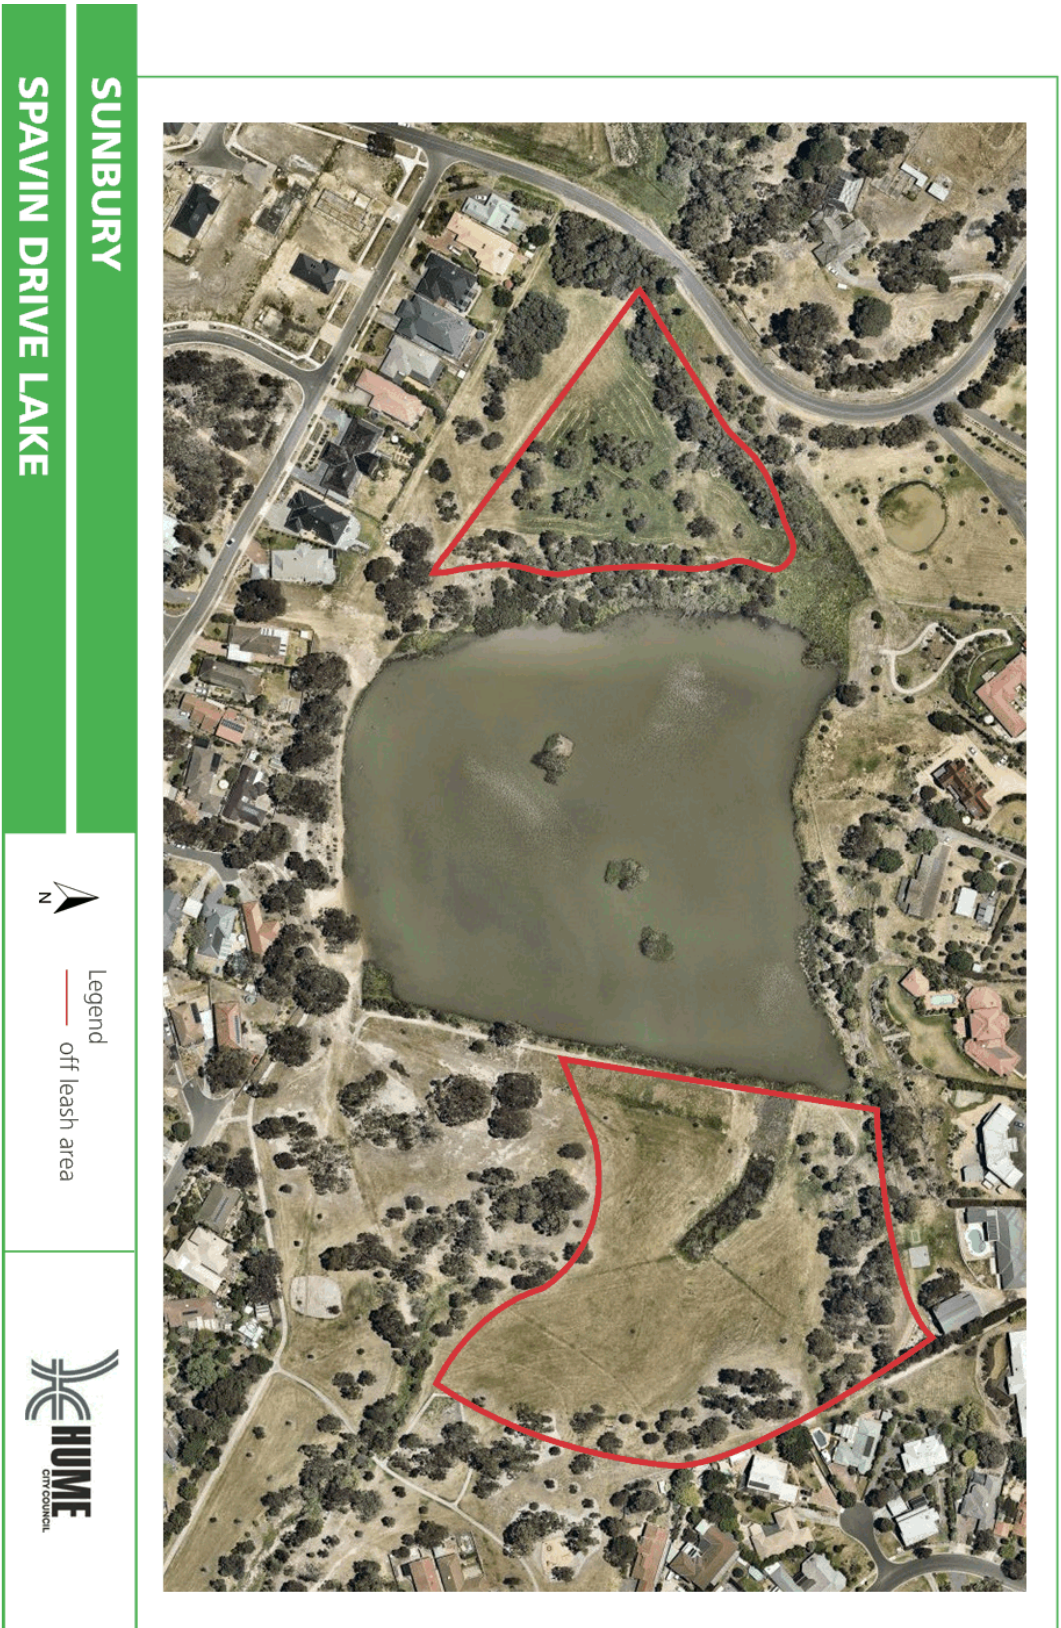 SUNBURY
SPAVIN DRIVE LAKE
N
Legend
off leash area
HUME
CITY COUNCIL